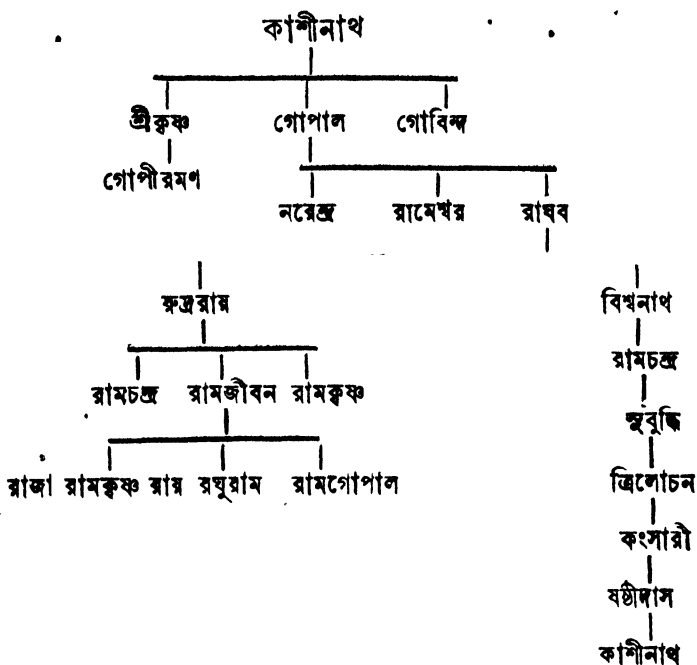 কাশীনাথ
শ্রীকৃষ্ণ গোপাল গোবিন্দ
গোপীরমণ
নরেন্দ্র রামেশ্বর রাঘব
রুদ্ররায় বিশ্বনাথ
রামচন্দ্র
রামচন্দ্র রামজীবন রামকৃষ্ণ
সুবুদ্ধি
রাজা রামকৃষ্ণ রায় রঘুরাম রামগোপাল ত্রিলোচন
কংসারী
ষষ্ঠীদাস
কাশীনাথ